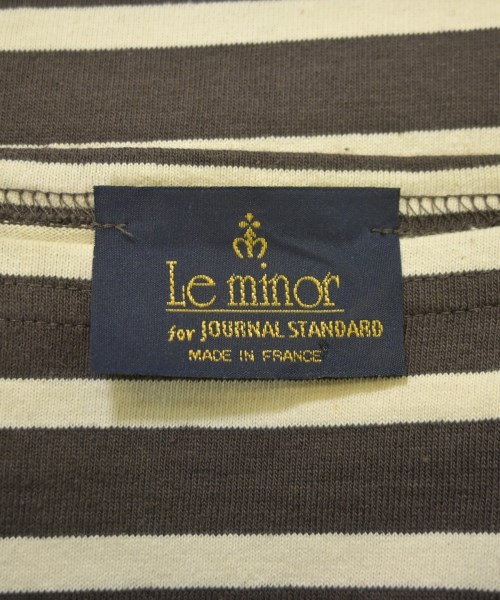 Le minor
for JOURNAL STANDARD
MADE IN FRANCE